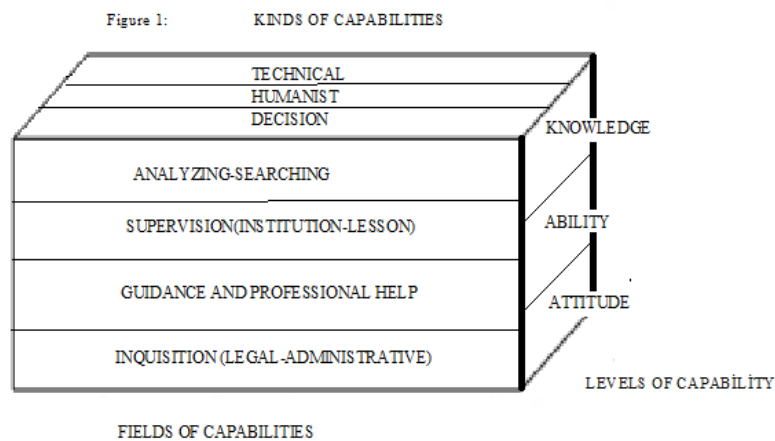 Figure 1: KINDS OF CAPABILITIES
TECHNICAL
HUMANIST
DECISION
KNOWLEDGE
ANALYZING-SEARCHING
SUPERVISION(INSTITUTION-LESSON)
ABILITY
GUIDANCE AND PROFESSIONAL HELP
ATTITUDE
INQUISITION (LEGAL-ADMINISTRATIVE)
LEVELS OF CAPABİLİTY
FIELDS OF CAPABILITIES